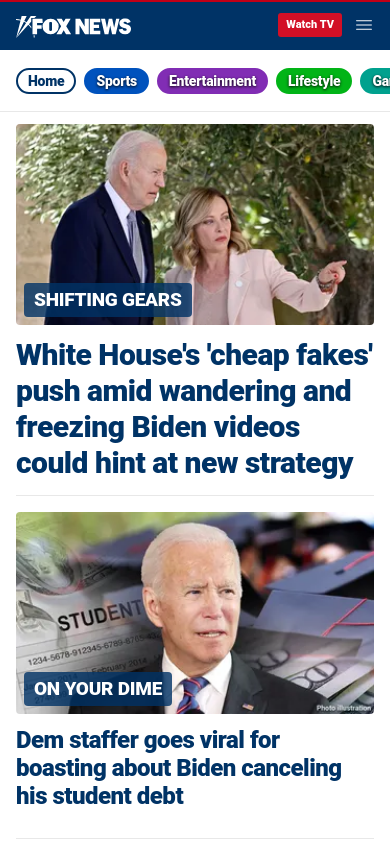 FOX NEWS
Watch TV
Home
Sports
Entertainment
Lifestyle
Ga
SHIFTING GEARS
White House's 'cheap fakes'
push amid wandering and
freezing Biden videos
could hint at new strategy
STUDENT
1234-5678-912345-6789-8765-
February 2014
ON YOUR DIME
Photo Illustration
Dem staffer goes viral for
boasting about Biden canceling
his student debt